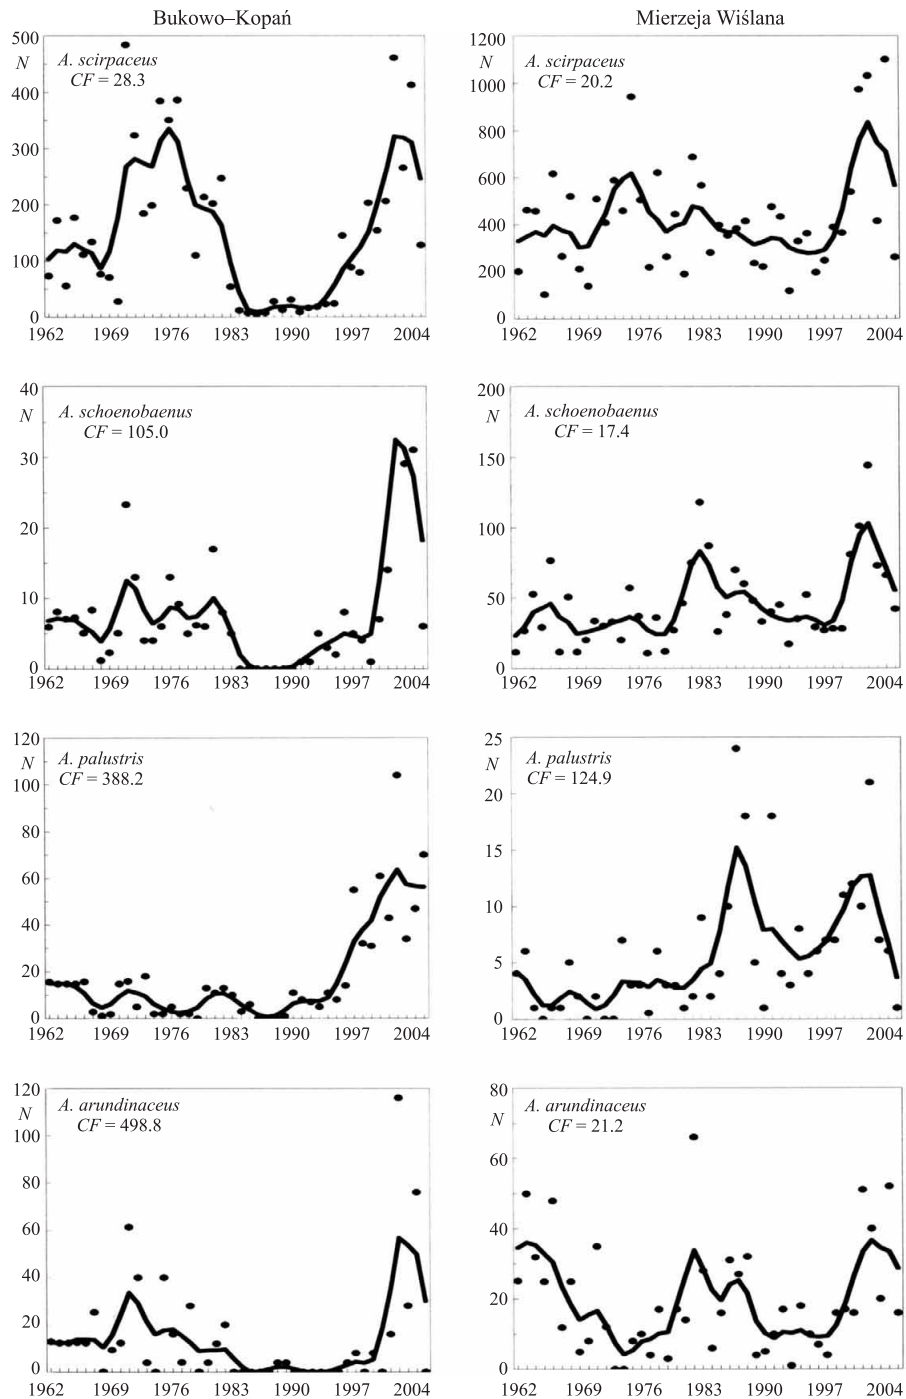 Bukowo–Kopań
Mierzeja Wiślana
500
N
A. scirpaceus
CF = 28.3
400
300
200
100
0
1962 1969 1976 1983 1990 1997 2004
1200
N
A. scirpaceus
CF = 20.2
1000
800
600
400
200
0
1962 1969 1976 1983 1990 1997 2004
40
N
A. schoenobaenus
CF = 105.0
30
20
10
0
1962 1969 1976 1983 1990 1997 2004
200
N
A. schoenobaenus
CF = 17.4
150
100
50
0
1962 1969 1976 1983 1990 1997 2004
120
N
A. palustris
CF = 388.2
100
80
60
40
20
0
1962 1969 1976 1983 1990 1997 2004
25
N
A. palustris
CF = 124.9
20
15
10
5
0
1962 1969 1976 1983 1990 1997 2004
120
N
A. arundinaceus
CF = 498.8
100
80
60
40
20
0
1962 1969 1976 1983 1990 1997 2004
80
N
A. arundinaceus
CF = 21.2
60
40
20
0
1962 1969 1976 1983 1990 1997 2004